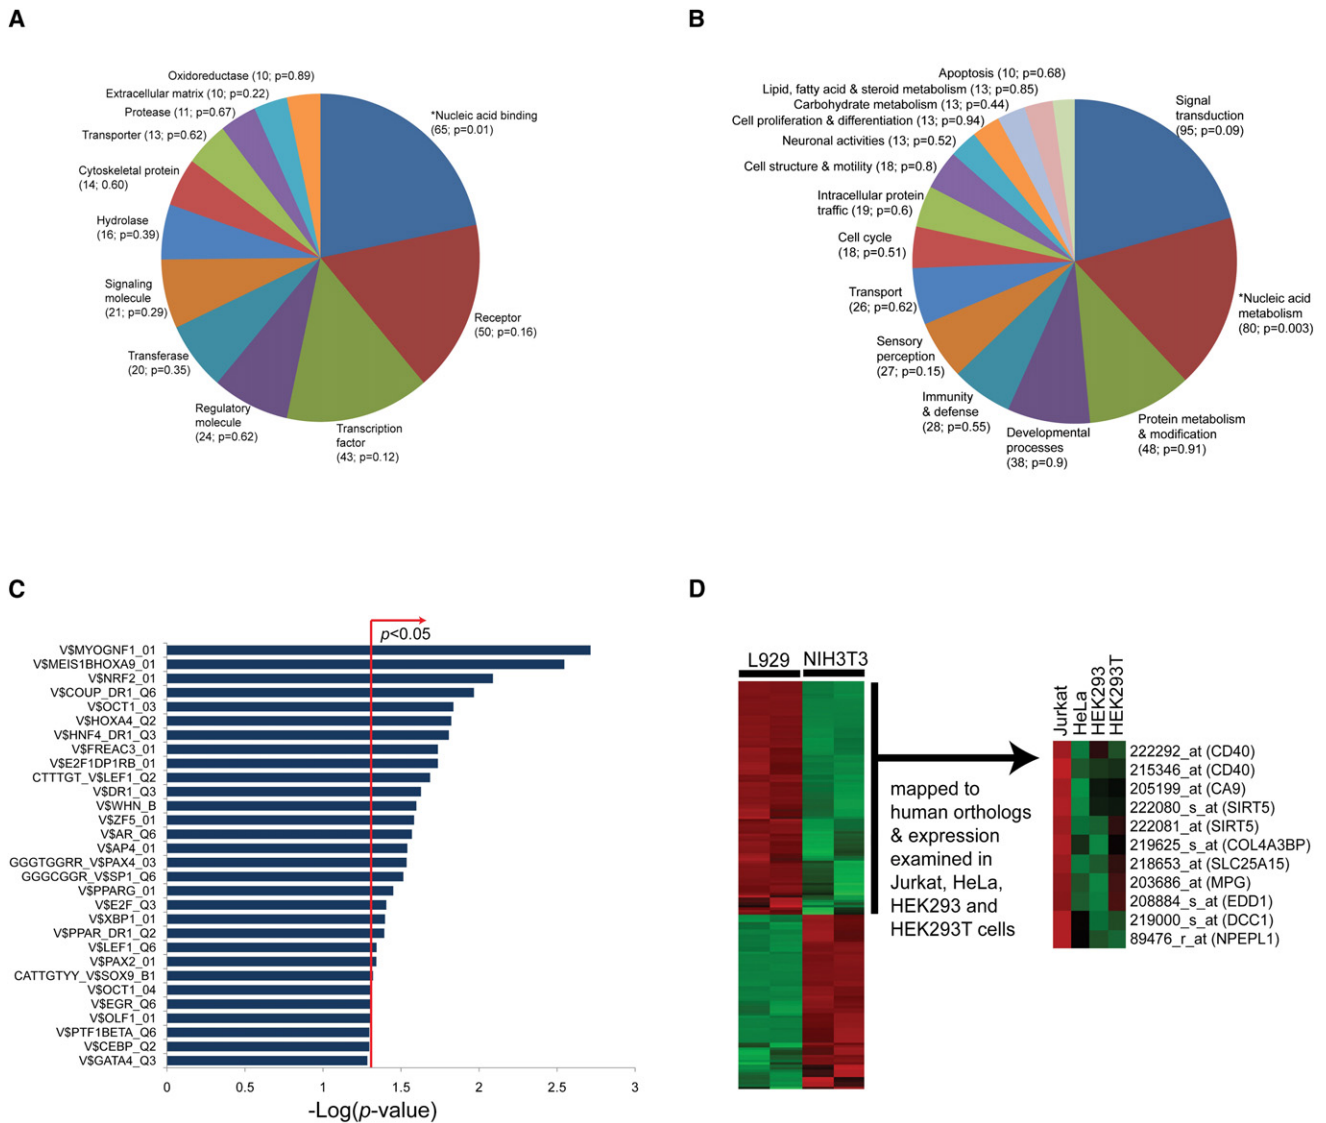 A
Oxidoreductase (10; p=0.89)
Extracellular matrix (10; p=0.22)
Protease (11; p=0.67)
Transporter (13; p=0.62)
Cytoskeletal protein
(14; 0.60)
Hydrolase
(16; p=0.39)
Signaling
molecule
(21; p=0.29)
Transferase
(20; p=0.35)
Regulatory
molecule
(24; p=0.62)
Transcription
factor
(43; p=0.12)
Receptor
(50; p=0.16)
*Nucleic acid binding
(65; p=0.01)
B
Apoptosis (10; p=0.68)
Lipid, fatty acid & steroid metabolism (13; p=0.85)
Carbohydrate metabolism (13; p=0.44)
Cell proliferation & differentiation (13; p=0.94)
Neuronal activities (13; p=0.52)
Cell structure & motility (18; p=0.8)
Intracellular protein
traffic (19; p=0.6)
Cell cycle
(18; p=0.51)
Transport
(26; p=0.62)
Sensory
perception
(27; p=0.15)
Immunity
& defense
(28; p=0.55)
Developmental
processes
(38; p=0.9)
Protein metabolism
& modification
(48; p=0.91)
*Nucleic acid
metabolism
(80; p=0.003)
Signal
transduction
(95; p=0.09)
C
p<0.05
V$MYOGNF1_01
V$MEIS1BHOXA9_01
V$NRF2_01
V$COUP_DR1_Q6
V$OCT1_03
V$HOXA4_Q2
V$HNF4_DR1_Q3
V$FREAC3_01
V$E2F1DP1RB_01
CTTTGT_V$LEF1_Q2
V$DR1_Q3
V$WHN_B
V$ZF5_01
V$AR_Q6
V$AP4_01
GGGTGGRR_V$PAX4_03
GGGCGGR_V$SP1_Q6
V$PPARG_01
V$E2F_Q3
V$XBP1_01
V$PPAR_DR1_Q2
V$LEF1_Q6
V$PAX2_01
CATTGTYY_V$SOX9_B1
V$OCT1_04
V$EGR_Q6
V$OLF1_01
V$PTF1BETA_Q6
V$CEBP_Q2
V$GATA4_Q3
0 0.5 1 1.5 2 2.5 3
-Log(p-value)
D
L929 NIH3T3
mapped to
human orthologs
& expression
examined in
Jurkat, HeLa,
HEK293 and
HEK293T cells
Jurkat
HeLa
HEK293
HEK293T
222292_at (CD40)
215346_at (CD40)
205199_at (CA9)
222080_s_at (SIRT5)
222081_at (SIRT5)
219625_s_at (COL4A3BP)
218653_at (SLC25A15)
203686_at (MPG)
208884_s_at (EDD1)
219000_s_at (DCC1)
89476_r_at (NPEPL1)